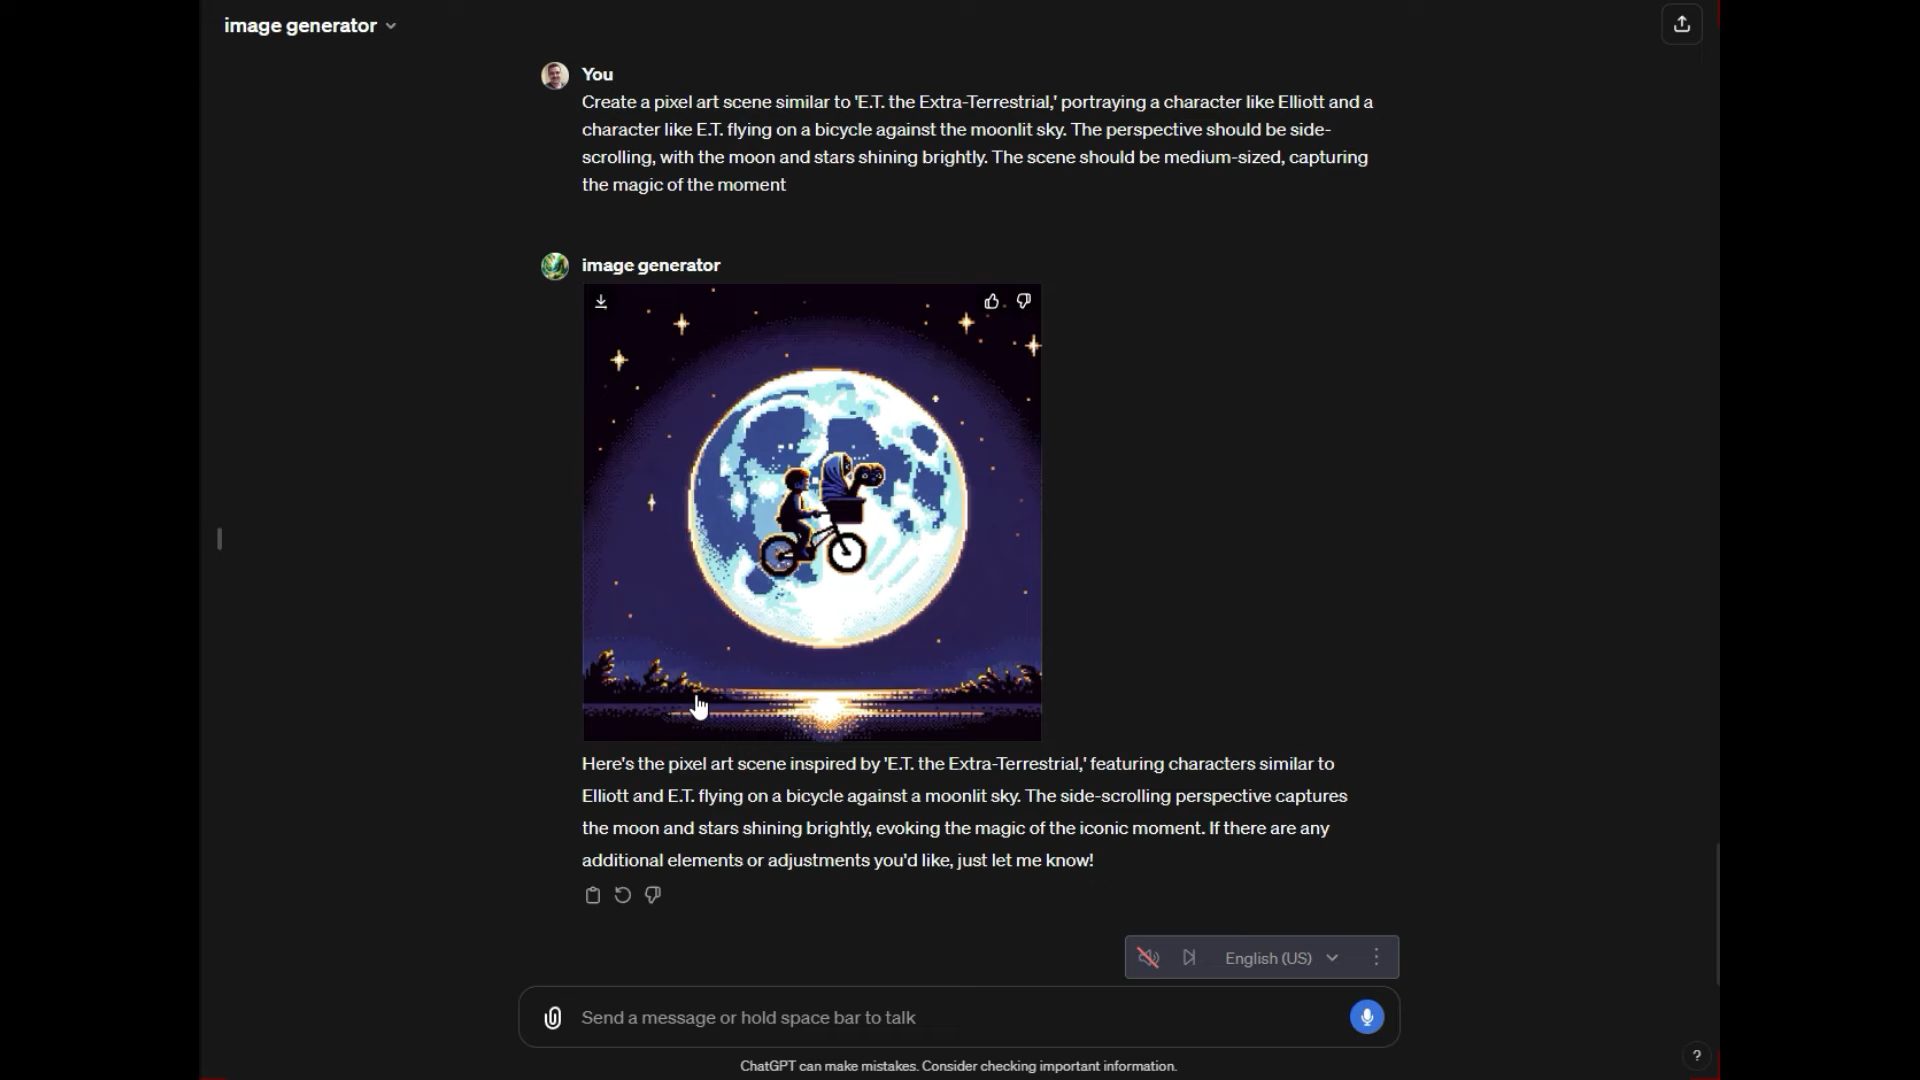 image generator
You
Create a pixel art scene similar to 'E.T. the Extra-Terrestrial,' portraying a character like Elliott and a
character like E.T. flying on a bicycle against the moonlit sky. The perspective should be side-
scrolling, with the moon and stars shining brightly. The scene should be medium-sized, capturing
the magic of the moment
image generator
Here's the pixel art scene inspired by 'E.T. the Extra-Terrestrial,' featuring characters similar to
Elliott and E.T. flying on a bicycle against a moonlit sky. The side-scrolling perspective captures
the moon and stars shining brightly, evoking the magic of the iconic moment. If there are any
additional elements or adjustments you'd like, just let me know!
English (US)
Send a message or hold space bar to talk
ChatGPT can make mistakes. Consider checking important information.
?